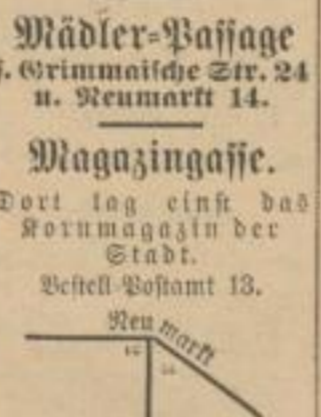 Mädler-Passage
s. Grimmaische Str. 24
u. Neumarkt 14.
Magazingasse.
Dort lag einst das
Kornmagazin der
Stadt.
Bestell-Postamt 13.
Neumarkt